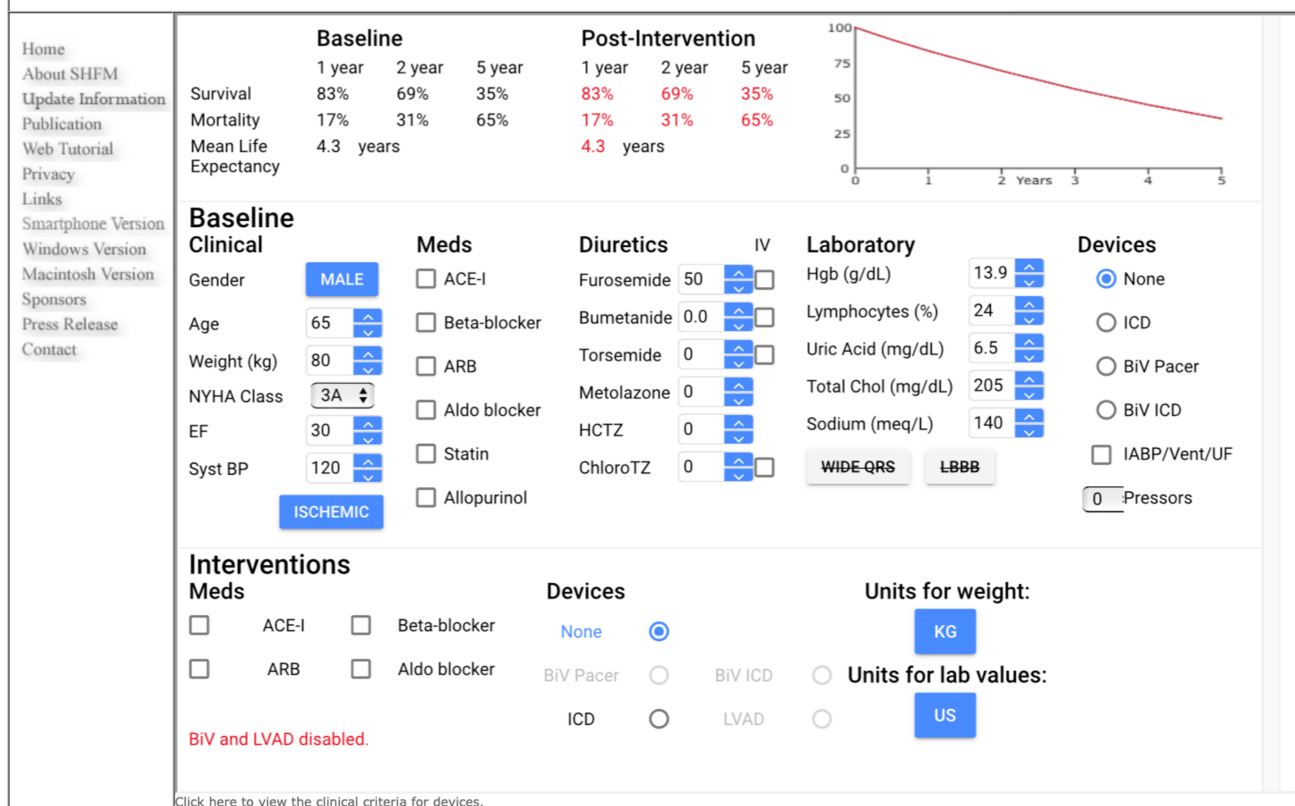 Home
About SHFM
Update Information
Publication
Web Tutorial
Privacy
Links
Smartphone Version
Windows Version
Macintosh Version
Sponsors
Press Release
Contact
Baseline Post-Intervention
1 year 2 year 5 year 1 year 2 year 5 year
Survival 83% 69% 35% 83% 69% 35%
Mortality 17% 31% 65% 17% 31% 65%
Mean Life 4.3 years 4.3 years
Expectancy
100
75
50
25
0
0 1 2 Years 3 4 5
Baseline
Clinical Meds Diuretics IV Laboratory Devices
Gender MALE ACE-I Furosemide 50 Hgb (g/dL) 13.9 None
Age 65 Beta-blocker Bumetanide 0.0 Lymphocytes (%) 24 ICD
Weight (kg) 80 ARB Torsemide 0 Uric Acid (mg/dL) 6.5 BiV Pacer
NYHA Class 3A Aldo blocker Metolazone 0 Total Chol (mg/dL) 205 BiV ICD
EF 30 Statin HCTZ 0 Sodium (meq/L) 140 IABP/Vent/UF
Syst BP 120 Allopurinol ChloroTZ 0 WIDE QRS LBBB 0 Pressors
ISCHEMIC
Interventions
Meds Devices Units for weight:
ACE-I Beta-blocker None KG
ARB Aldo blocker BiV Pacer BiV ICD Units for lab values:
ICD LVAD US
BiV and LVAD disabled.
Click here to view the clinical criteria for devices.